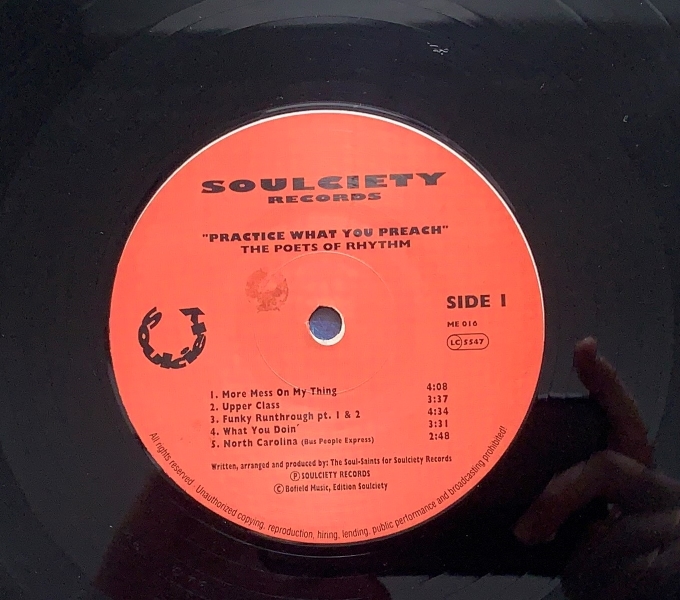 SOULCIETY
RECORDS
"PRACTICE WHAT YOU PREACH"
THE POETS OF RHYTHM
SIDE 1
ME 016
LC 5547
SOULCIETY
1. More Mess On My Thing 4:08
2. Upper Class 3:37
3. Funky Runthrough pt. 1 & 2 4:34
4. What You Doin' 3:31
5. North Carolina (Bus People Express) 2:48
Written, arranged and produced by: The Soul-Saints for Soulciety Records
Ⓟ SOULCIETY RECORDS
© Bofield Music, Edition Soulciety
All rights reserved. Unauthorized copying, reproduction, hiring, lending, public performance and broadcasting prohibited!